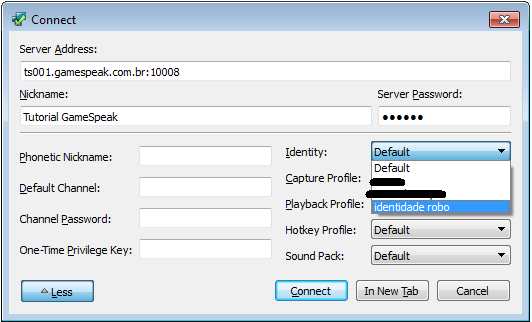 Connect
Server Address:
ts001.gamespeak.com.br:10008
Nickname: Server Password:
Tutorial GameSpeak ●●●●●●
Phonetic Nickname: Identity: Default
Default
Default Channel: Capture Profile:
Channel Password: Playback Profile:
identidade robo
One-Time Privilege Key: Hotkey Profile: Default
Sound Pack: Default
Less Connect In New Tab Cancel